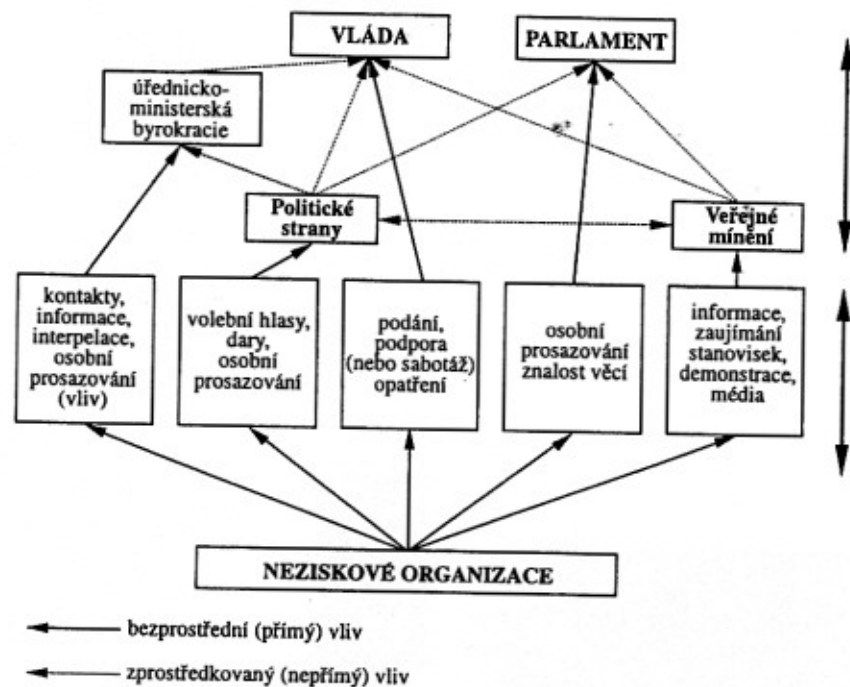 VLÁDA
PARLAMENT
úřednicko-
ministerská
byrokracie
Politické
strany
Veřejné
mínění
kontakty,
informace,
interpelace,
osobní
prosazování
(vliv)
volební hlasy,
dary,
osobní
prosazování
podání,
podpora
(nebo sabotáž)
opatření
osobní
prosazování
znalost věcí
informace,
zaujímání
stanovisek,
demonstrace,
média
NEZISKOVÉ ORGANIZACE
bezprostřední (přímý) vliv
zprostředkovaný (nepřímý) vliv